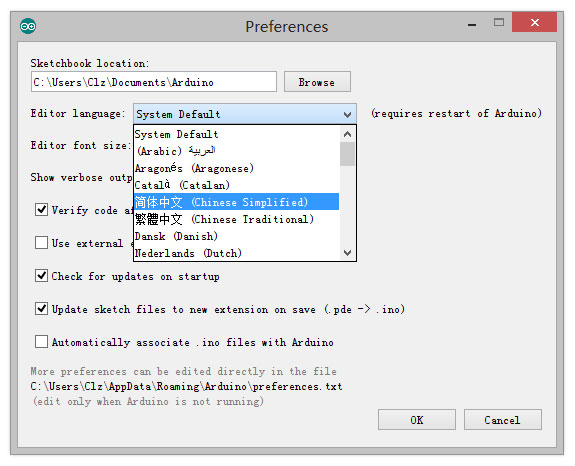 Preferences
Sketchbook location:
C:\Users\Clz\Documents\Arduino
Browse
Editor language:
System Default
(requires restart of Arduino)
System Default
(Arabic) العربية
Aragonés (Aragonese)
Català (Catalan)
简体中文 (Chinese Simplified)
繁體中文 (Chinese Traditional)
Dansk (Danish)
Nederlands (Dutch)
Editor font size:
Show verbose outp
Verify code a
Use external e
Check for updates on startup
Update sketch files to new extension on save (.pde -> .ino)
Automatically associate .ino files with Arduino
More preferences can be edited directly in the file
C:\Users\Clz\AppData\Roaming\Arduino\preferences.txt
(edit only when Arduino is not running)
OK
Cancel